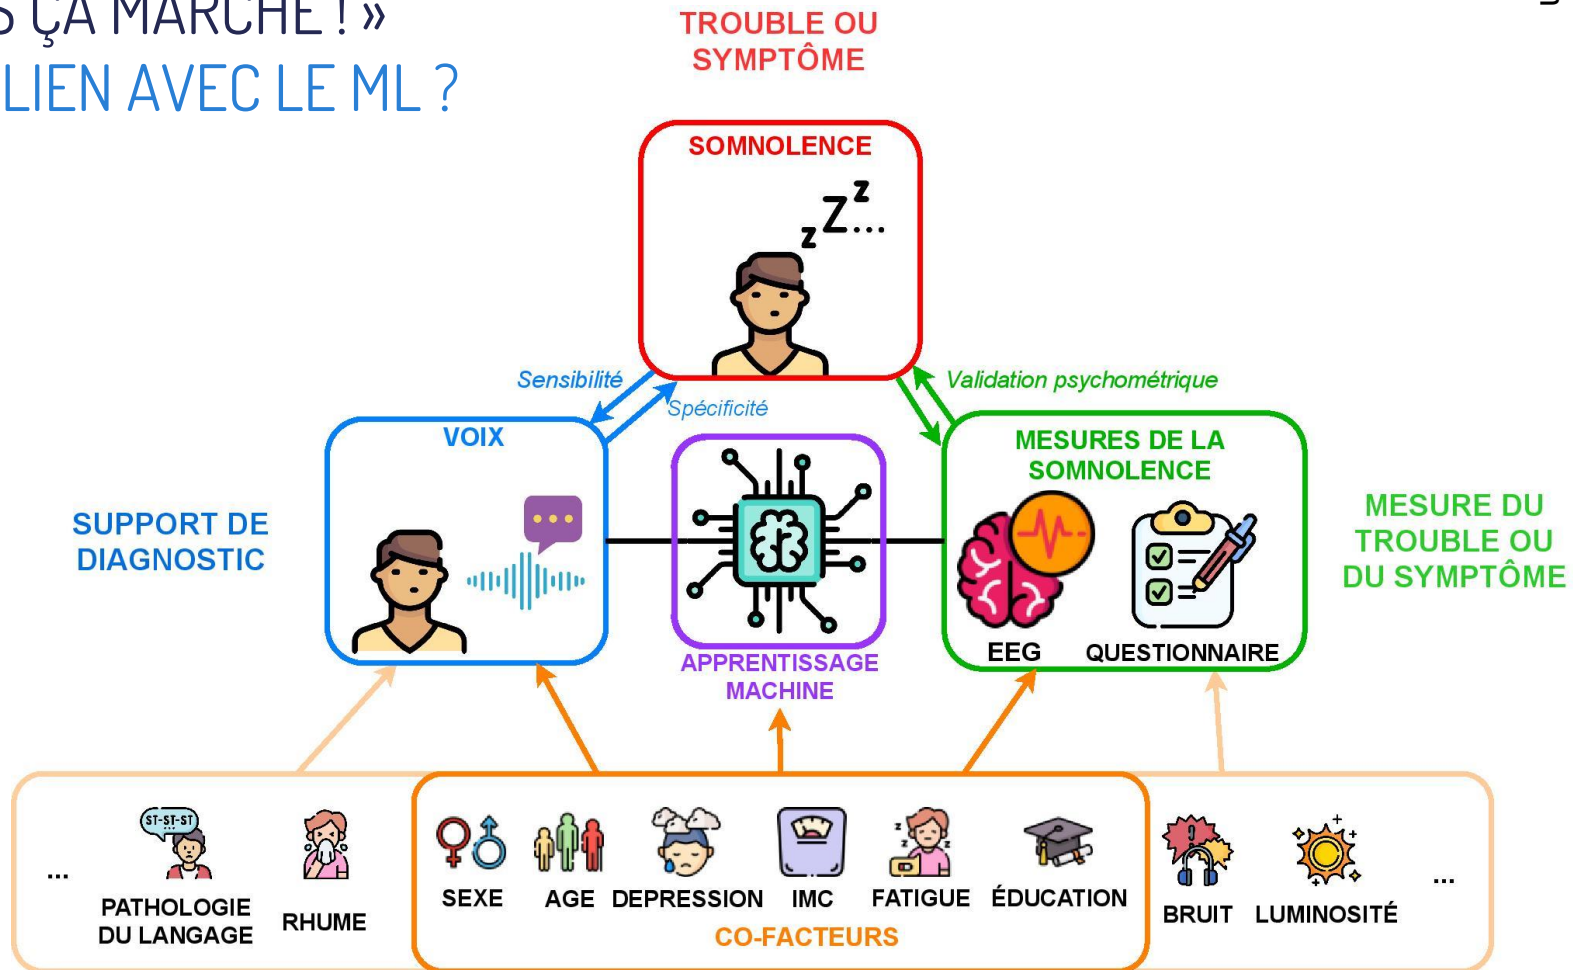 S ÇA MARCHE ! »
LIEN AVEC LE ML ?
TROUBLE OU
SYMPTÔME
SOMNOLENCE
z Z z...
Sensibilité
Spécificité
Validation psychométrique
VOIX
MESURES DE LA
SOMNOLENCE
SUPPORT DE
DIAGNOSTIC
MESURE DU
TROUBLE OU
DU SYMPTÔME
EEG
QUESTIONNAIRE
APPRENTISSAGE
MACHINE
ST-ST-ST
...
PATHOLOGIE
DU LANGAGE
RHUME
SEXE
AGE
DEPRESSION
IMC
FATIGUE
ÉDUCATION
BRUIT
LUMINOSITÉ
...
CO-FACTEURS